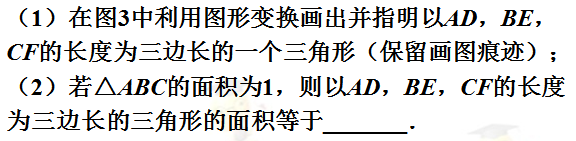 （1）在图3中利用图形变换画出并指明以AD，BE，
CF的长度为三边长的一个三角形（保留画图痕迹）；
（2）若△ABC的面积为1，则以AD，BE，CF的长度
为三边长的三角形的面积等于_______．